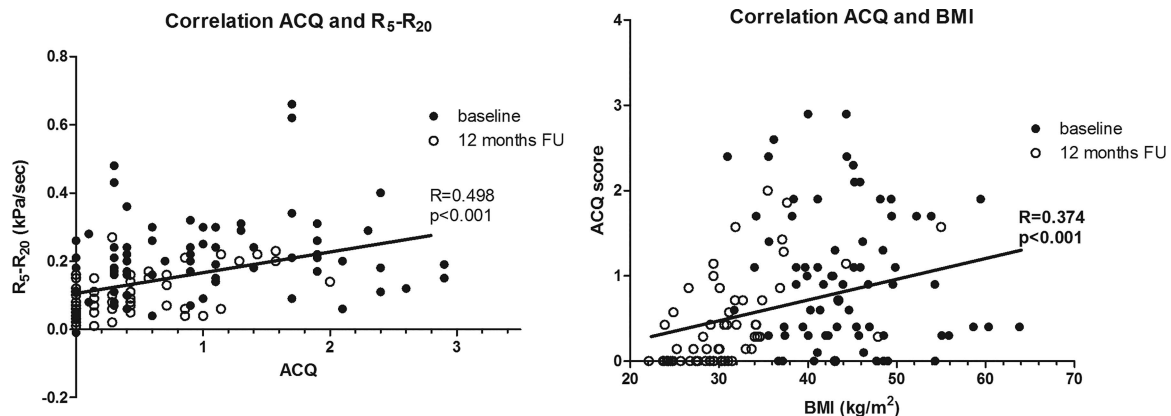 Correlation ACQ and R5-R20
0.8
0.6
0.4
0.2
0.0
-0.2
R5-R20 (kPa/sec)
1
2
3
ACQ
baseline
12 months FU
R=0.498
p<0.001
Correlation ACQ and BMI
4
3
2
1
0
ACQ score
20
30
40
50
60
70
BMI (kg/m²)
baseline
12 months FU
R=0.374
p<0.001